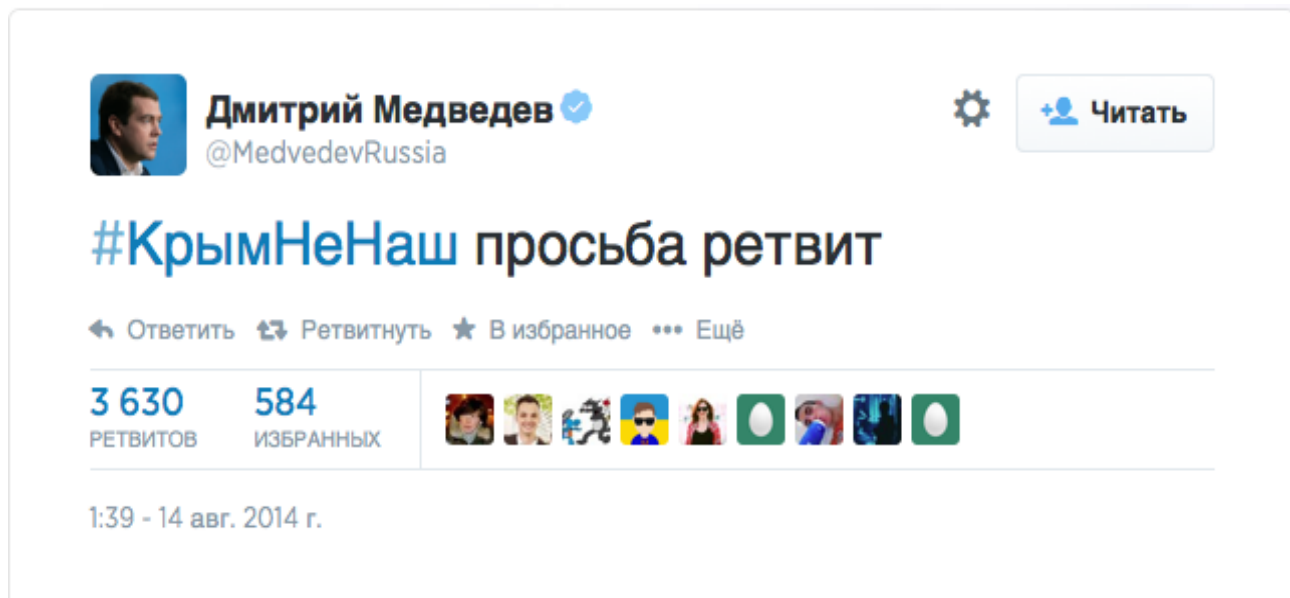 Дмитрий Медведев
@MedvedevRussia
Читать
#КрымНеНаш просьба ретвит
Ответить Ретвитнуть В избранное Ещё
3 630 584
РЕТВИТОВ ИЗБРАННЫХ
1:39 - 14 авг. 2014 г.